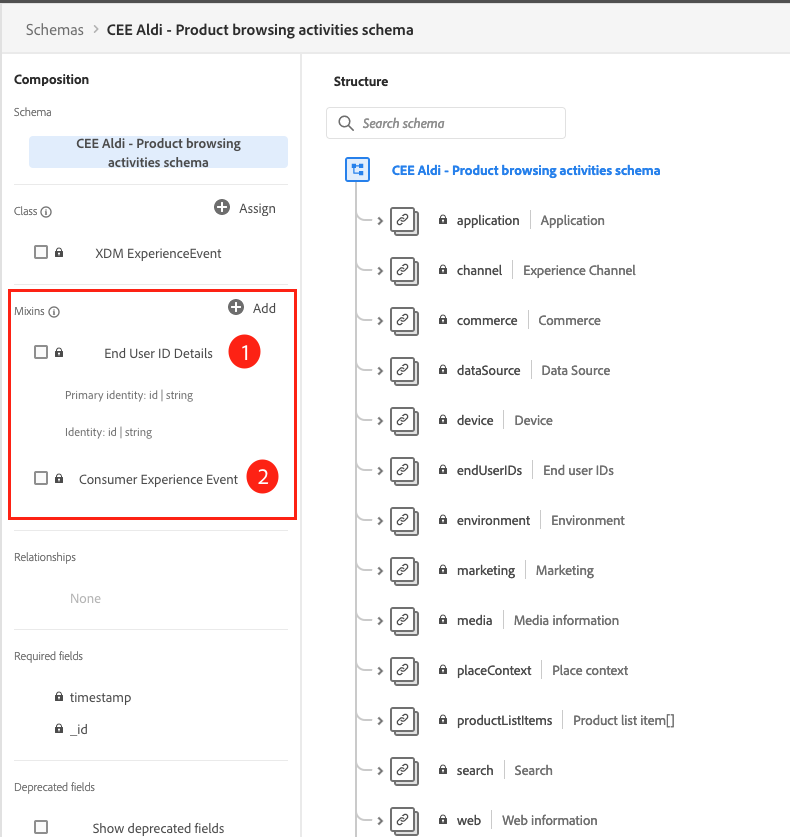 Schemas > CEE Aldi - Product browsing activities schema
Composition
Schema
CEE Aldi - Product browsing
activities schema
Class
Assign
XDM ExperienceEvent
Mixins
Add
End User ID Details
1
Primary identity: id | string
Identity: id | string
Consumer Experience Event
2
Relationships
None
Required fields
timestamp
_id
Deprecated fields
Show deprecated fields
Structure
Search schema
CEE Aldi - Product browsing activities schema
application | Application
channel | Experience Channel
commerce | Commerce
dataSource | Data Source
device | Device
endUserIDs | End user IDs
environment | Environment
marketing | Marketing
media | Media information
placeContext | Place context
productListItems | Product list item[]
search | Search
web | Web information